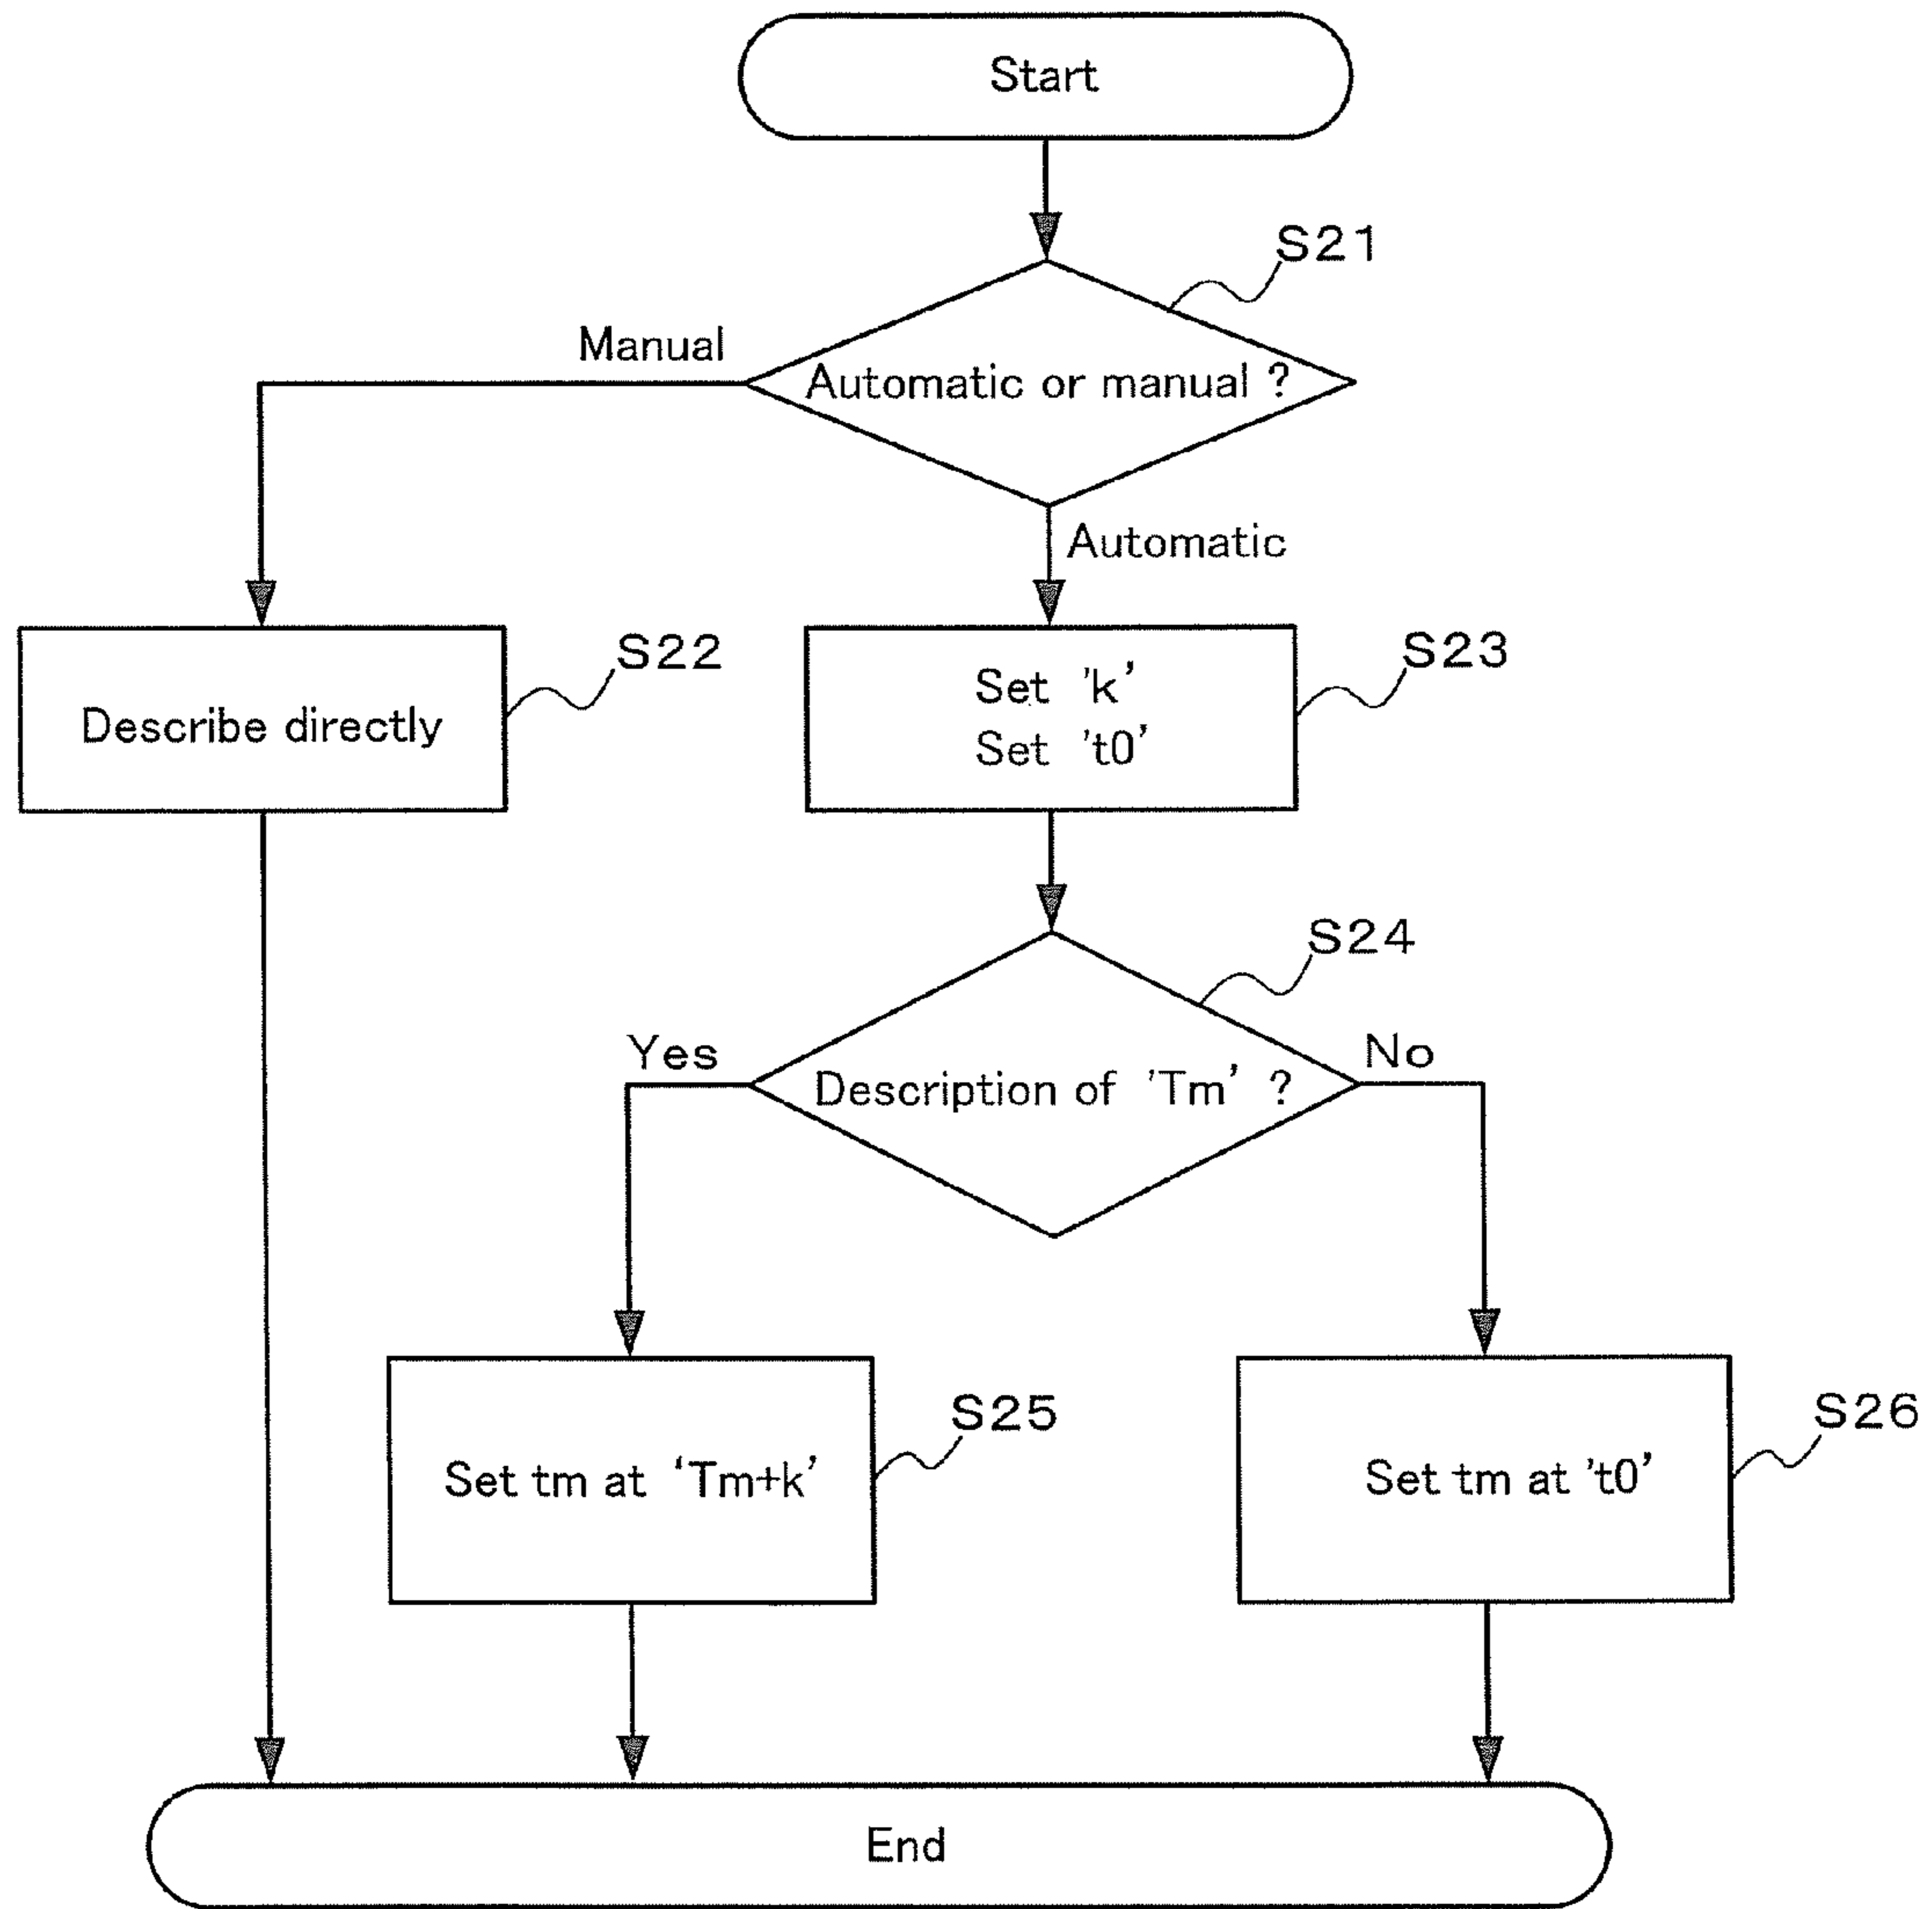 Start
S21
Manual
Automatic or manual ?
Automatic
S22
S23
Describe directly
Set 'k’
Set 't0’
S24
Yes
No
Description of 'Tm’ ?
S25
S26
Set tm at ‘Tm+k’
Set tm at 't0’
End